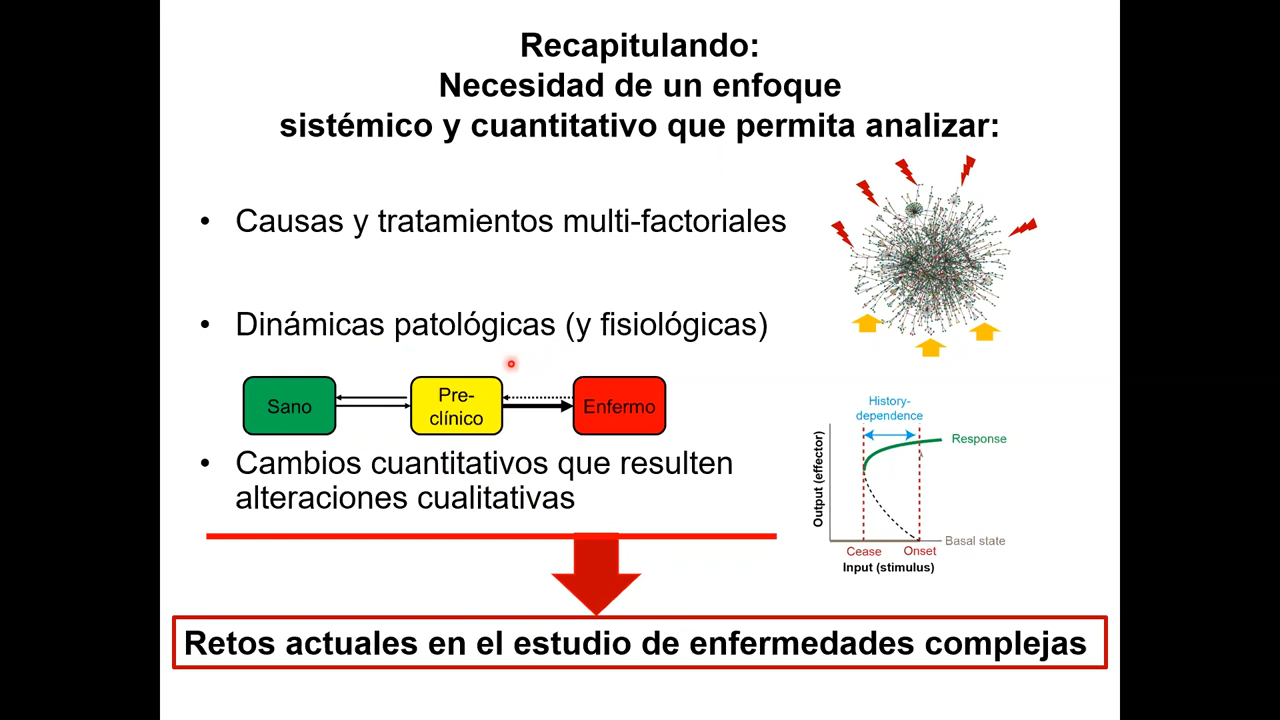 Recapitulando:
Necesidad de un enfoque
sistémico y cuantitativo que permita analizar:
• Causas y tratamientos multi-factoriales
• Dinámicas patológicas (y fisiológicas)
Sano
Pre-
clínico
Enfermo
• Cambios cuantitativos que resulten
alteraciones cualitativas
History-
dependence
Response
Output (effector)
Basal state
Cease
Onset
Input (stimulus)
Retos actuales en el estudio de enfermedades complejas